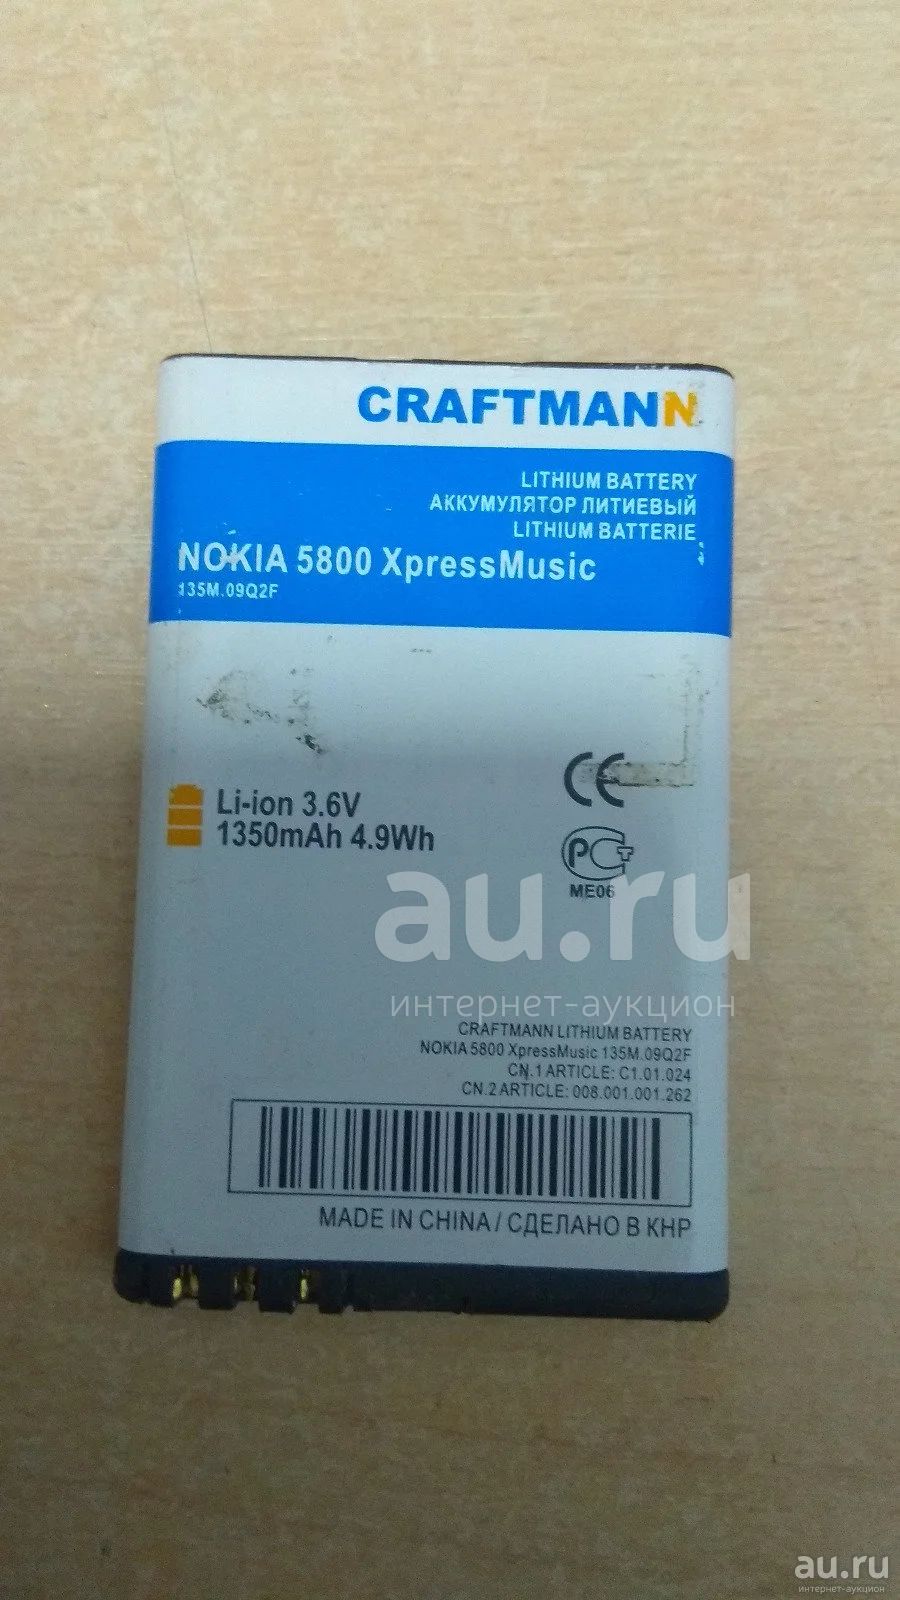 CRAFTMANN
LITHIUM BATTERY
АККУМУЛЯТОР ЛИТИЕВЫЙ
LITHIUM BATTERIE
NOKIA 5800 XpressMusic
135M.09Q2F
Li-ion 3.6V
1350mAh 4.9Wh
CE
РСТ
ME06
au.ru
интернет-аукцион
CRAFTMANN LITHIUM BATTERY
NOKIA 5800 XpressMusic 135M.09Q2F
CN.1 ARTICLE: C1.01.024
CN.2 ARTICLE: 008.001.001.262
MADE IN CHINA / СДЕЛАНО В КНР
au.ru
интернет-аукцион